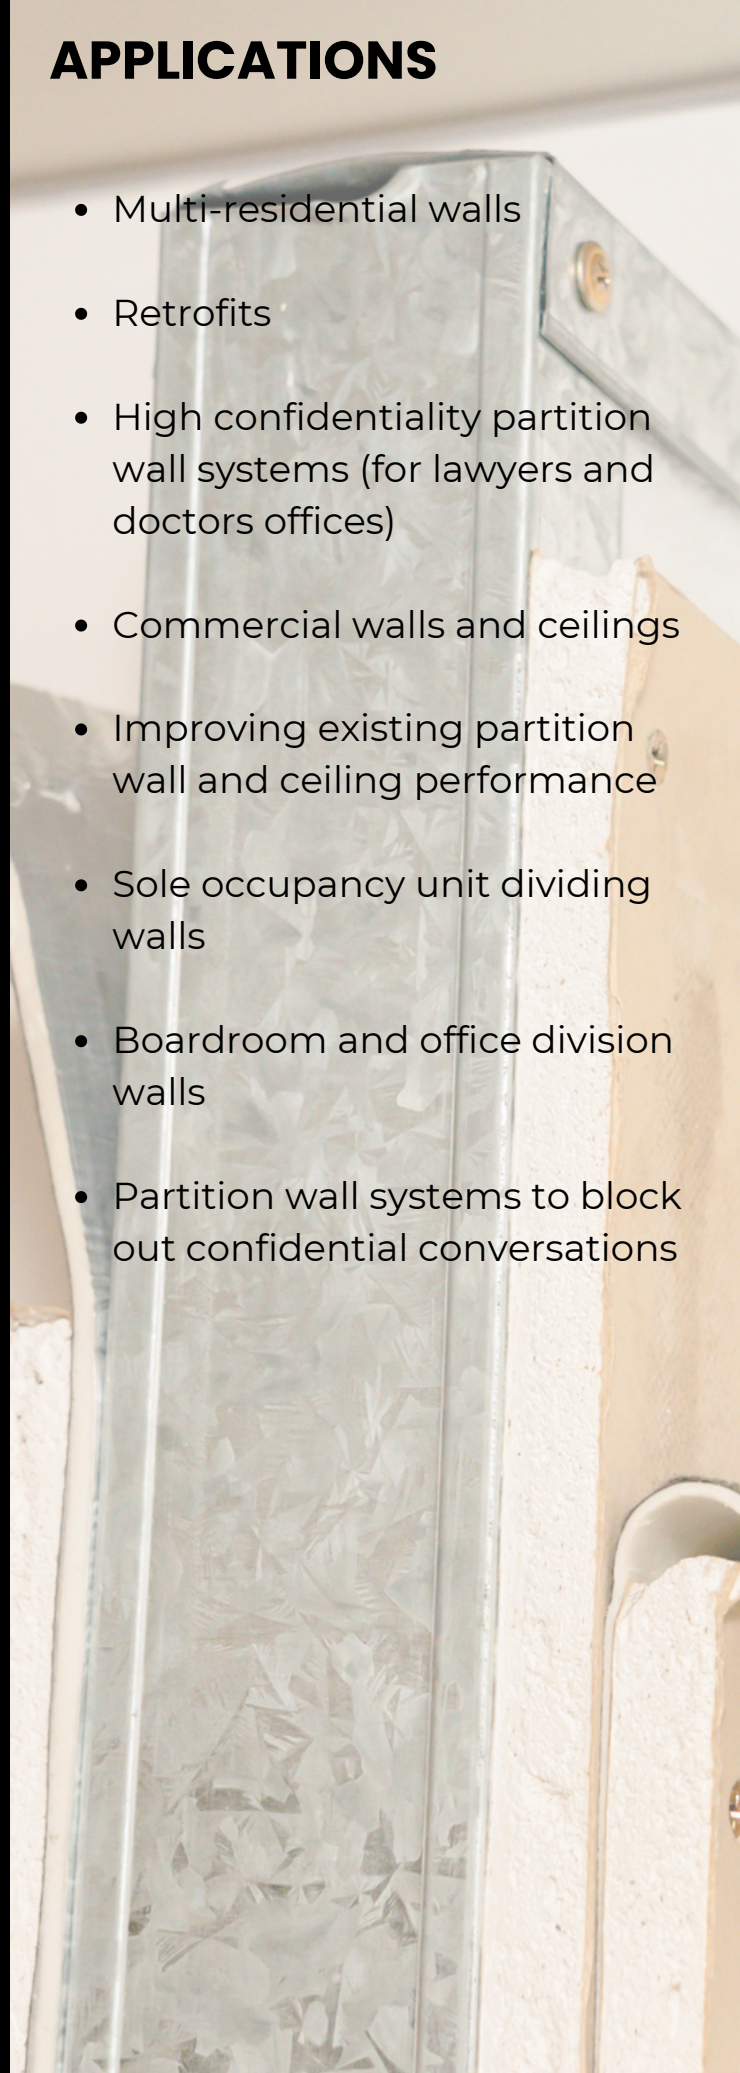 APPLICATIONS
• Multi-residential walls
• Retrofits
• High confidentiality partition
wall systems (for lawyers and
doctors offices)
• Commercial walls and ceilings
• Improving existing partition
wall and ceiling performance
• Sole occupancy unit dividing
walls
• Boardroom and office division
walls
• Partition wall systems to block
out confidential conversations